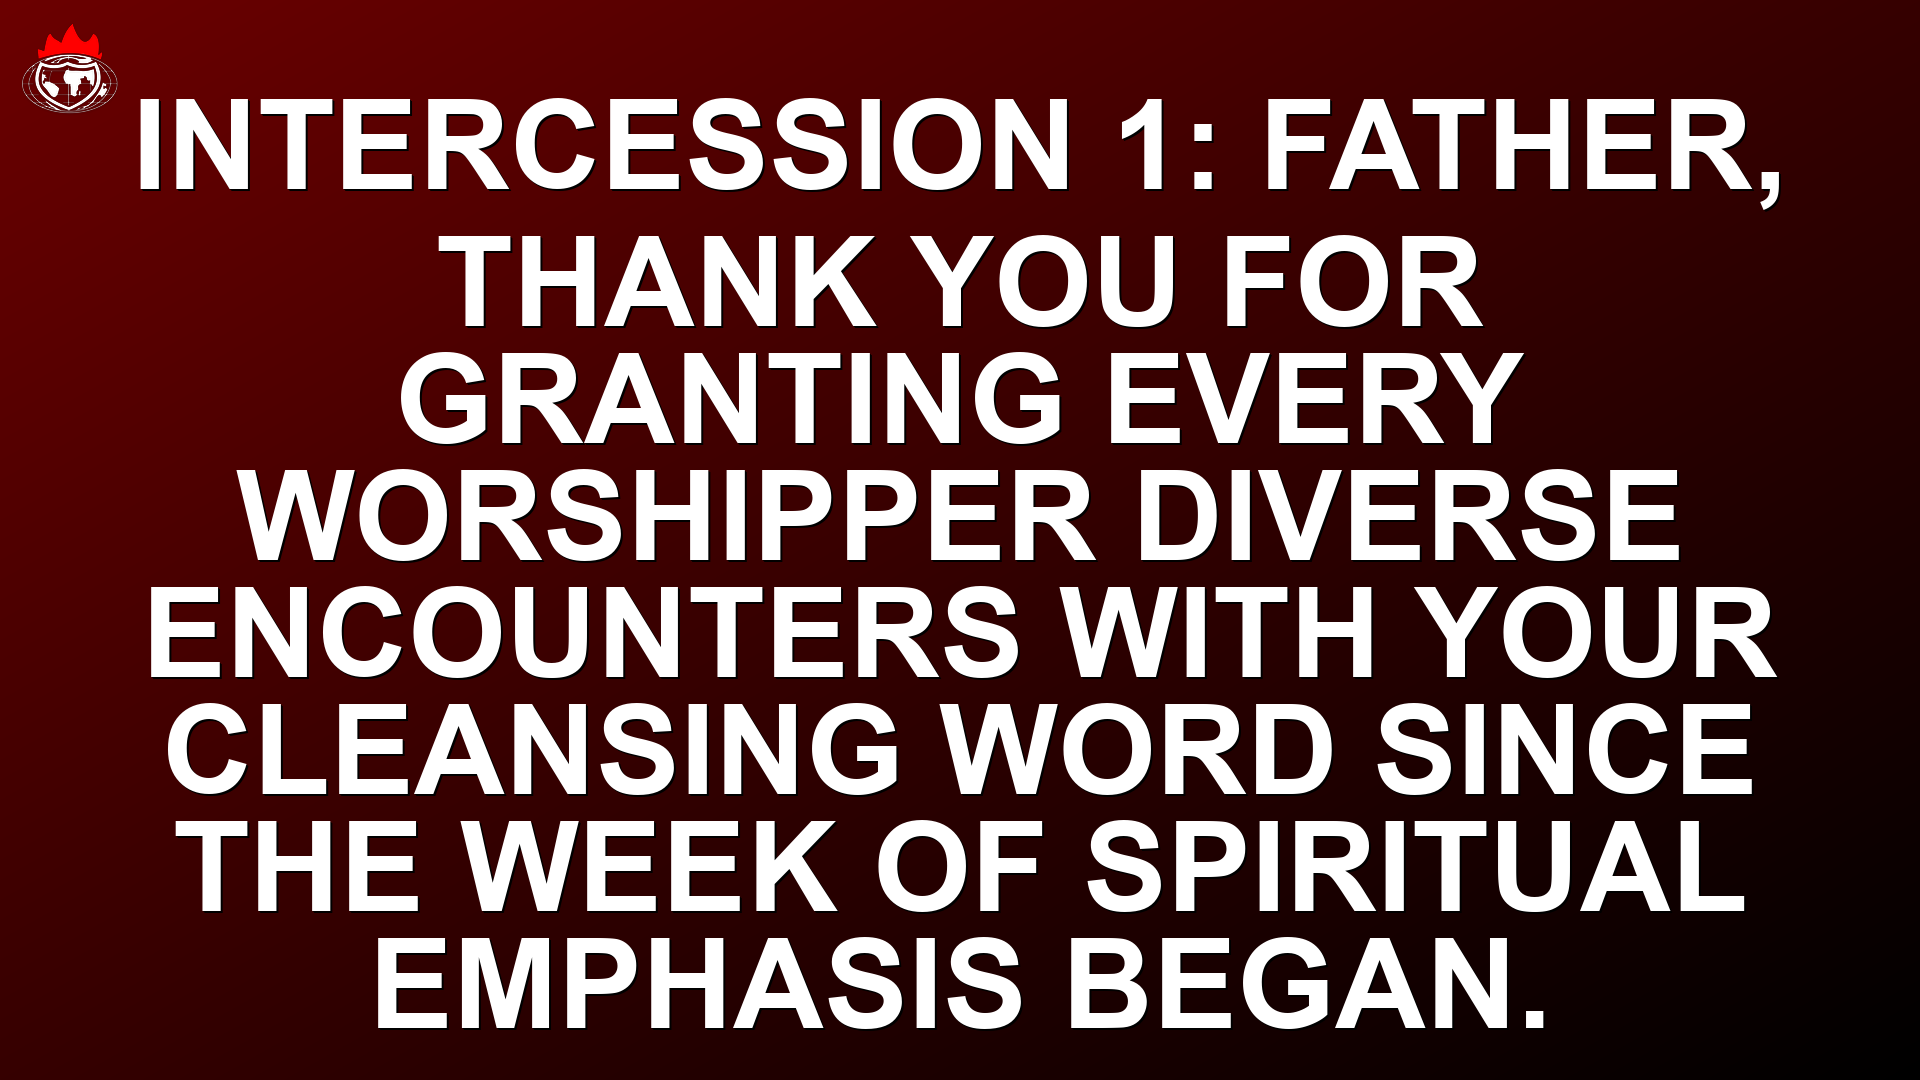 INTERCESSION 1: FATHER,
THANK YOU FOR
GRANTING EVERY
WORSHIPPER DIVERSE
ENCOUNTERS WITH YOUR
CLEANSING WORD SINCE
THE WEEK OF SPIRITUAL
EMPHASIS BEGAN.